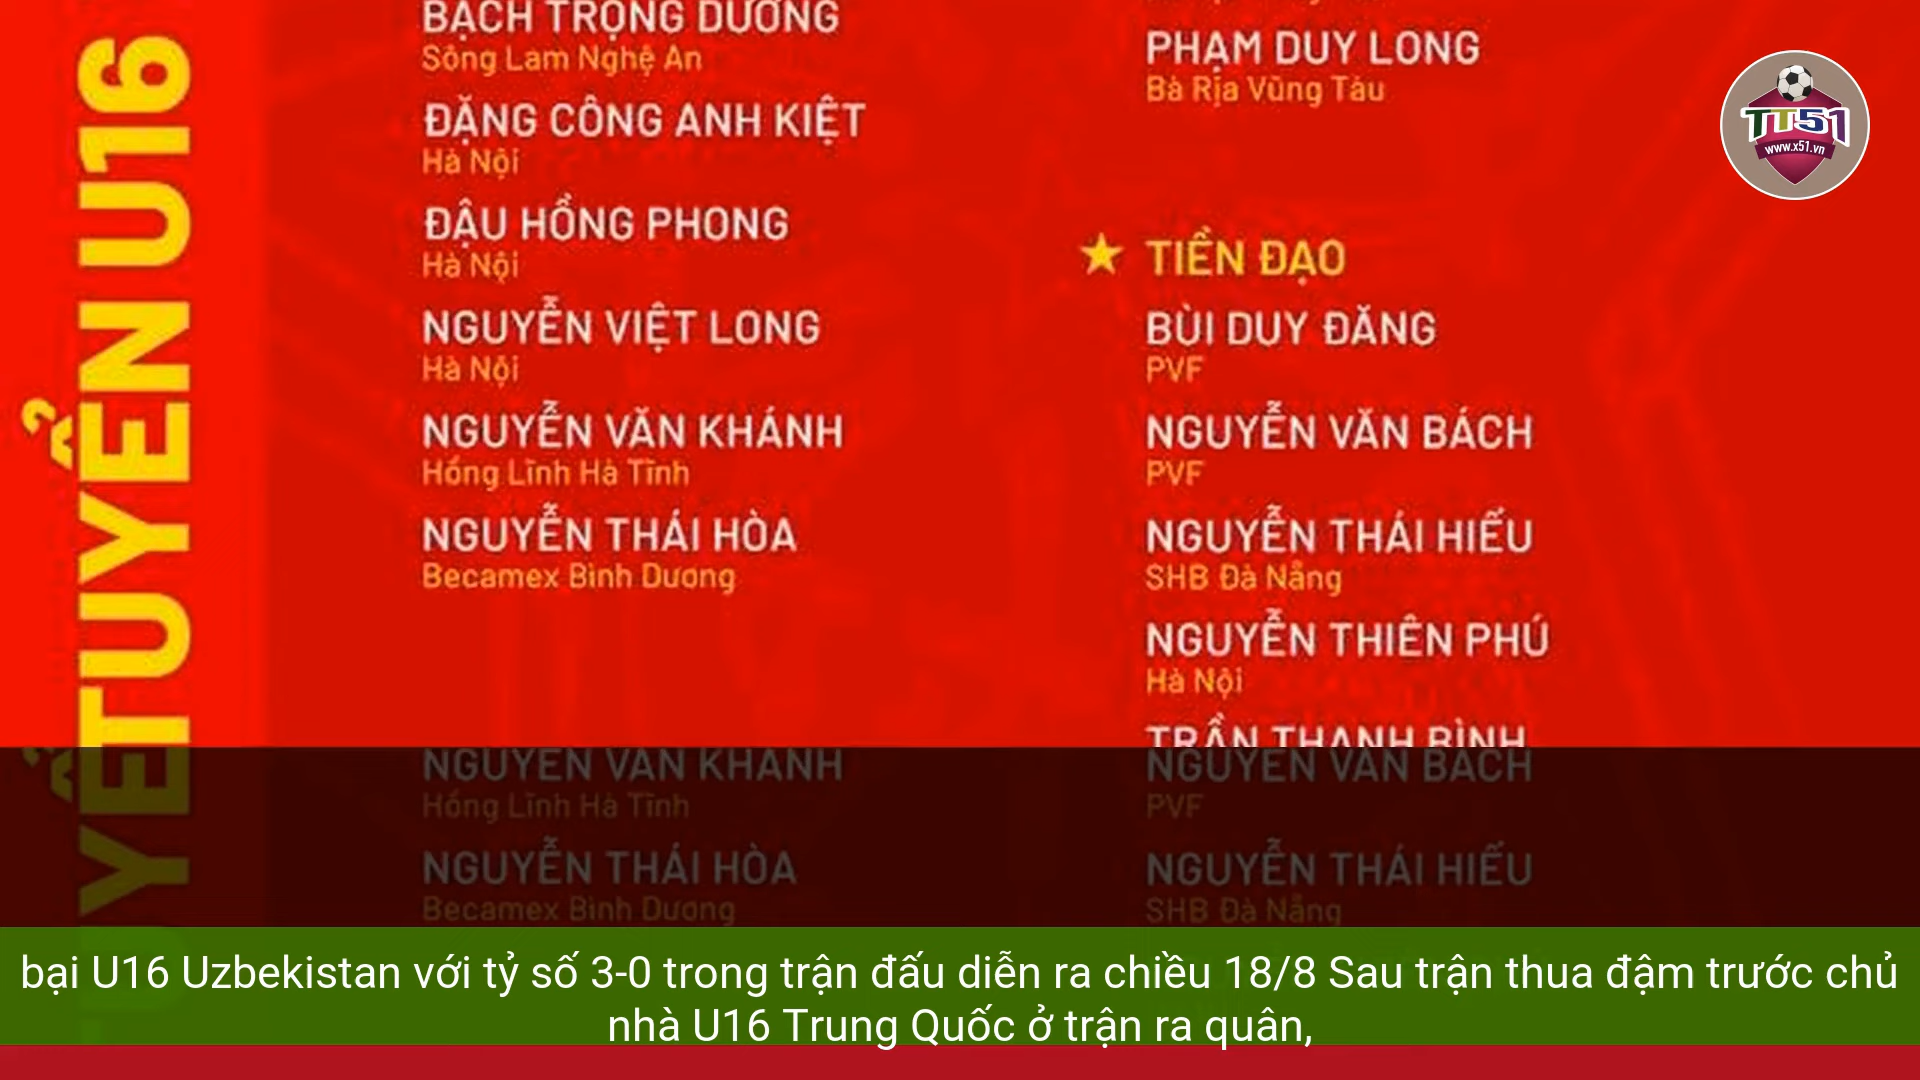 TUYỂN U16
BẠCH TRỌNG DƯƠNG
Sông Lam Nghệ An
ĐẶNG CÔNG ANH KIỆT
Hà Nội
ĐẬU HỒNG PHONG
Hà Nội
NGUYỄN VIỆT LONG
Hà Nội
NGUYỄN VĂN KHÁNH
Hồng Lĩnh Hà Tĩnh
NGUYỄN THÁI HÒA
Becamex Bình Dương
PHẠM DUY LONG
Bà Rịa Vũng Tàu
TIỀN ĐẠO
BÙI DUY ĐĂNG
PVF
NGUYỄN VĂN BÁCH
PVF
NGUYỄN THÁI HIẾU
SHB Đà Nẵng
NGUYỄN THIÊN PHÚ
Hà Nội
TRẦN THANH BÌNH
TT51
www.x51.vn
NGUYỄN VĂN KHÁNH
Hồng Lĩnh Hà Tĩnh
NGUYỄN THÁI HÒA
Becamex Bình Dương
NGUYỄN VĂN BÁCH
PVF
NGUYỄN THÁI HIẾU
SHB Đà Nẵng
bại U16 Uzbekistan với tỷ số 3-0 trong trận đấu diễn ra chiều 18/8 Sau trận thua đậm trước chủ
nhà U16 Trung Quốc ở trận ra quân,